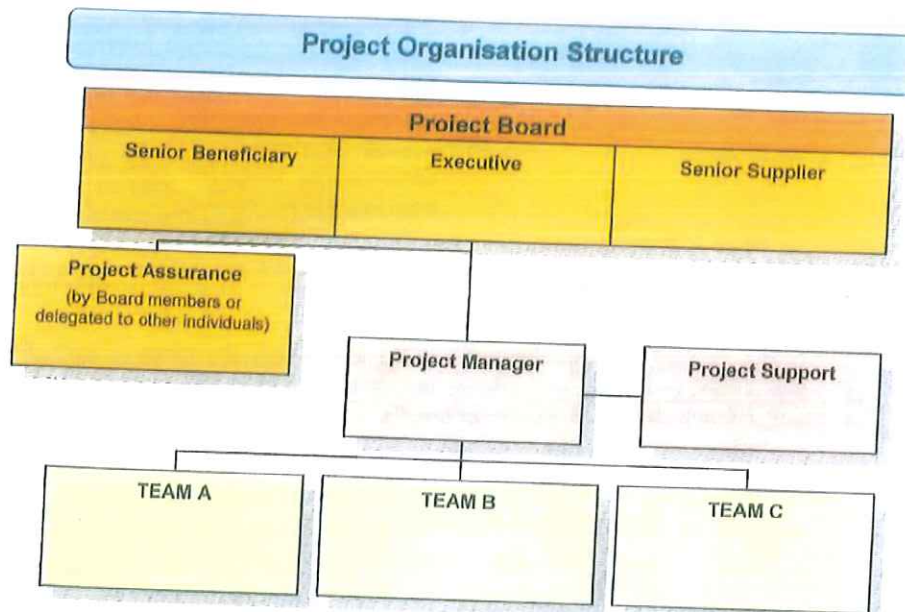 Project Organisation Structure
Project Board
Senior Beneficiary
Executive
Senior Supplier
Project Assurance
(by Board members or
delegated to other individuals)
Project Manager
Project Support
TEAM A
TEAM B
TEAM C